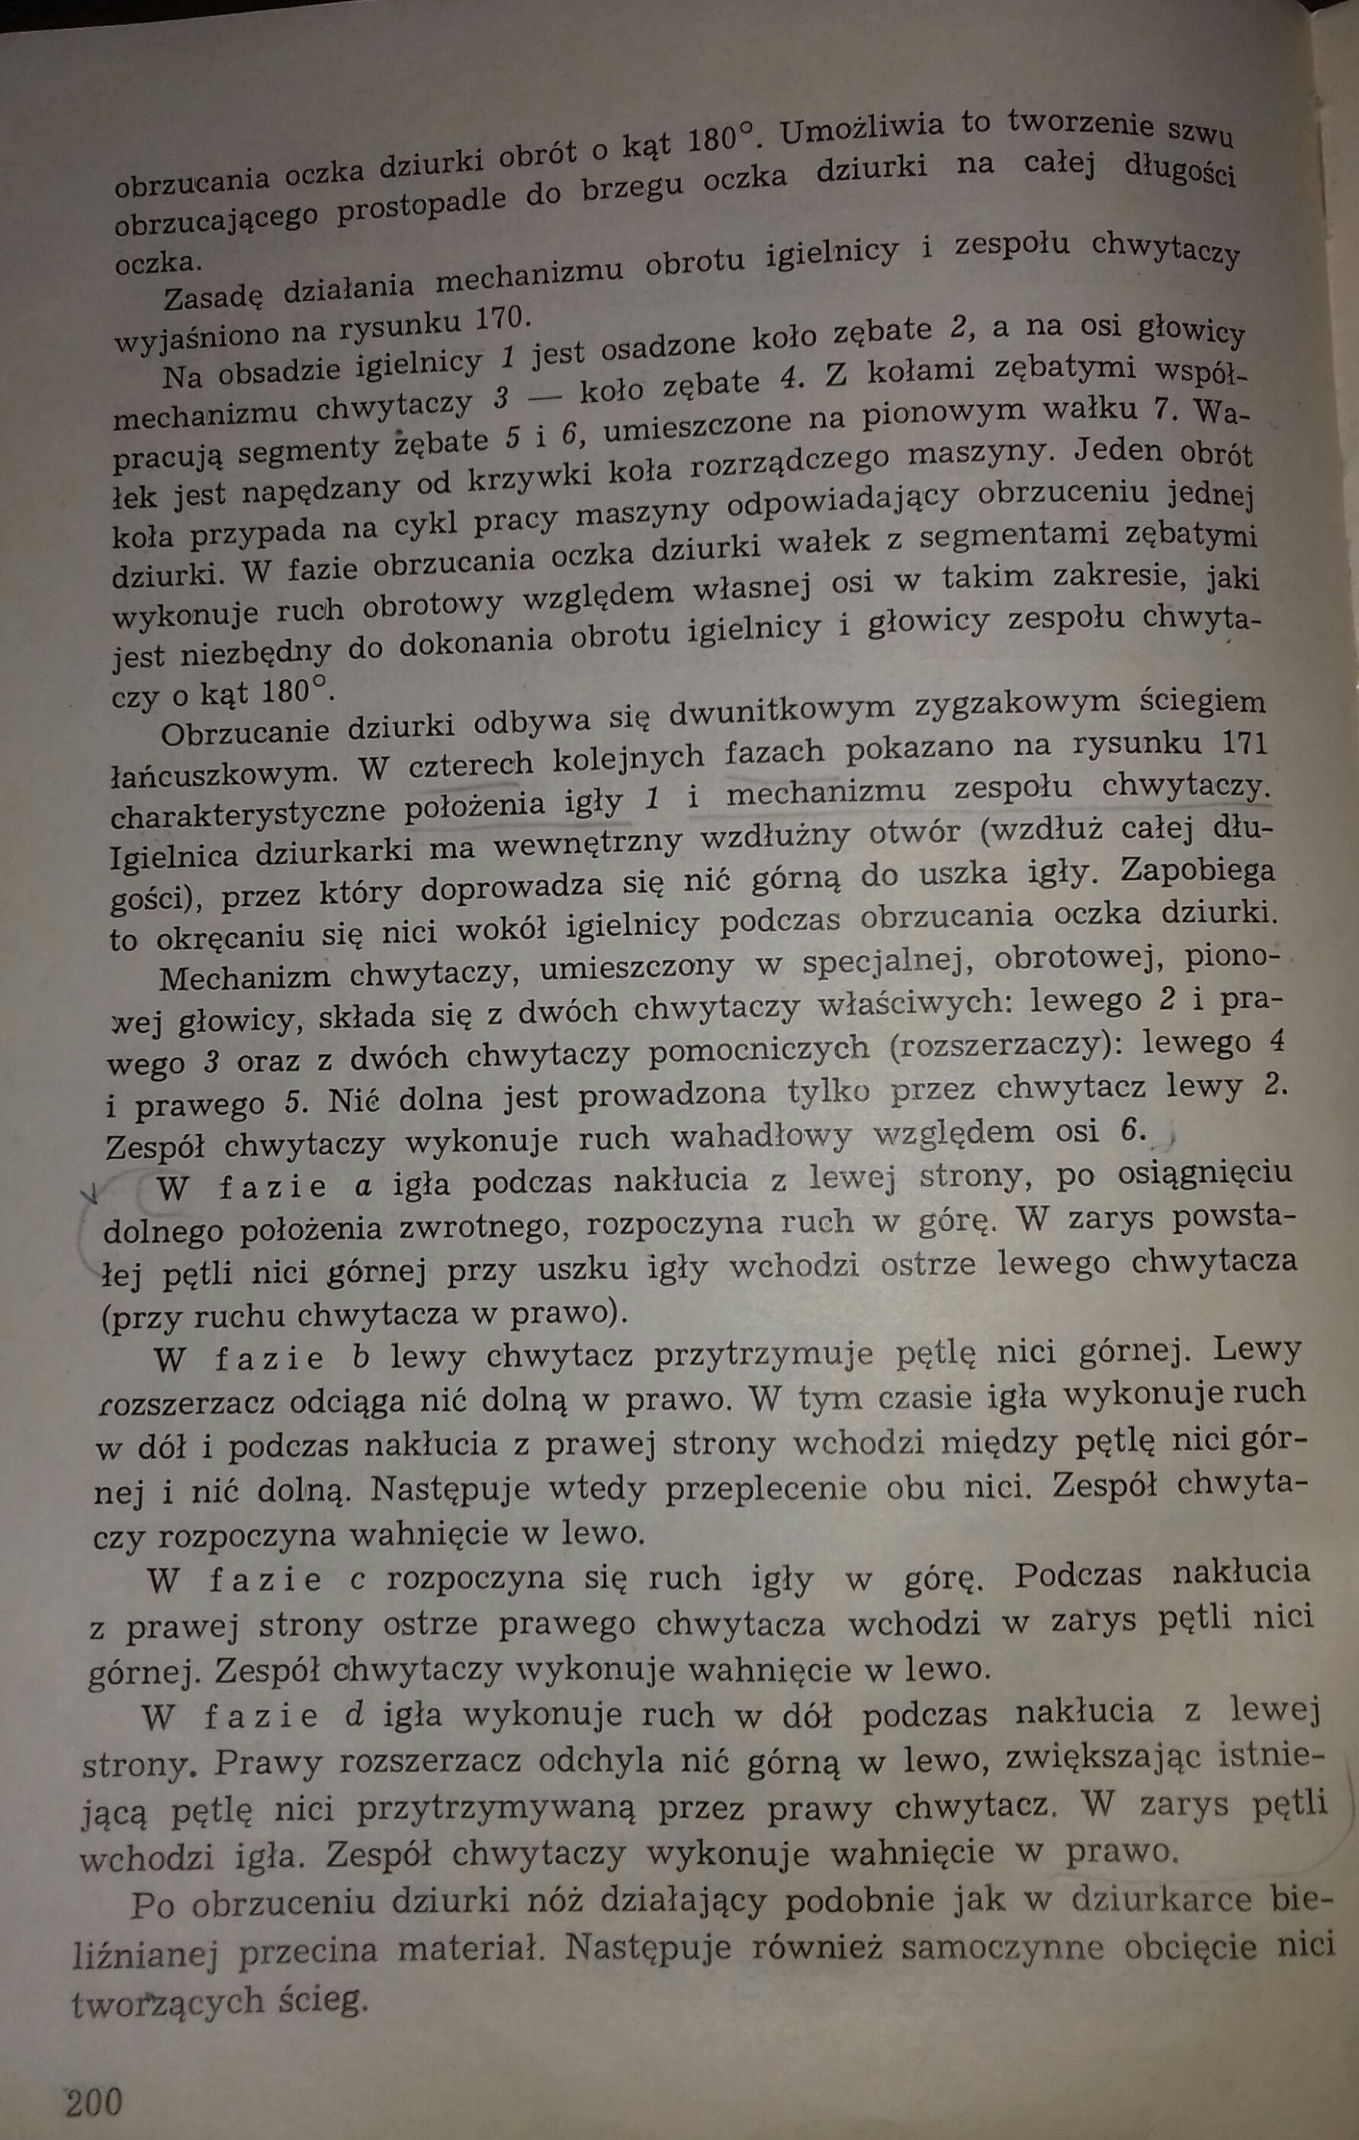 obrzucania oczka dziurki obrót o kąt 180°. Umożliwia to tworzenie szwu
obrzucającego prostopadle do brzegu oczka dziurki na całej długości
oczka.
Zasadę działania mechanizmu obrotu igielnicy i zespołu chwytaczy
wyjaśniono na rysunku 170.
Na obsadzie igielnicy 1 jest osadzone koło zębate 2, a na osi głowicy
mechanizmu chwytaczy 3 — koło zębate 4. Z kołami zębatymi współ-
pracują segmenty zębate 5 i 6, umieszczone na pionowym wałku 7. Wa-
łek jest napędzany od krzywki koła rozrządczego maszyny. Jeden obrót
koła przypada na cykl pracy maszyny odpowiadający obrzuceniu jednej
dziurki. W fazie obrzucania oczka dziurki wałek z segmentami zębatymi
wykonuje ruch obrotowy względem własnej osi w takim zakresie, jaki
jest niezbędny do dokonania obrotu igielnicy i głowicy zespołu chwyta-
czy o kąt 180°.
Obrzucanie dziurki odbywa się dwunitkowym zygzakowym ściegiem
łańcuszkowym. W czterech kolejnych fazach pokazano na rysunku 171
charakterystyczne położenia igły 1 i mechanizmu zespołu chwytaczy.
Igielnica dziurkarki ma wewnętrzny wzdłużny otwór (wzdłuż całej dłu-
gości), przez który doprowadza się nić górną do uszka igły. Zapobiega
to okręcaniu się nici wokół igielnicy podczas obrzucania oczka dziurki.
Mechanizm chwytaczy, umieszczony w specjalnej, obrotowej, piono-
wej głowicy, składa się z dwóch chwytaczy właściwych: lewego 2 i pra-
wego 3 oraz z dwóch chwytaczy pomocniczych (rozszerzaczy): lewego 4
i prawego 5. Nić dolna jest prowadzona tylko przez chwytacz lewy 2.
Zespół chwytaczy wykonuje ruch wahadłowy względem osi 6.
W fazie a igła podczas nakłucia z lewej strony, po osiągnięciu
dolnego położenia zwrotnego, rozpoczyna ruch w górę. W zarys powsta-
łej pętli nici górnej przy uszku igły wchodzi ostrze lewego chwytacza
(przy ruchu chwytacza w prawo).
W fazie b lewy chwytacz przytrzymuje pętlę nici górnej. Lewy
rozszerzacz odciąga nić dolną w prawo. W tym czasie igła wykonuje ruch
w dół i podczas nakłucia z prawej strony wchodzi między pętlę nici gór-
nej i nić dolną. Następuje wtedy przeplecenie obu nici. Zespół chwyta-
czy rozpoczyna wahnięcie w lewo.
W fazie c rozpoczyna się ruch igły w górę. Podczas nakłucia
z prawej strony ostrze prawego chwytacza wchodzi w zarys pętli nici
górnej. Zespół chwytaczy wykonuje wahnięcie w lewo.
W fazie d igła wykonuje ruch w dół podczas nakłucia z lewej
strony. Prawy rozszerzacz odchyla nić górną w lewo, zwiększając istnie-
jącą pętlę nici przytrzymywaną przez prawy chwytacz. W zarys pętli
wchodzi igła. Zespół chwytaczy wykonuje wahnięcie w prawo.
Po obrzuceniu dziurki nóż działający podobnie jak w dziurkarce bie-
liźnianej przecina materiał. Następuje również samoczynne obcięcie nici
tworzących ścieg.
200